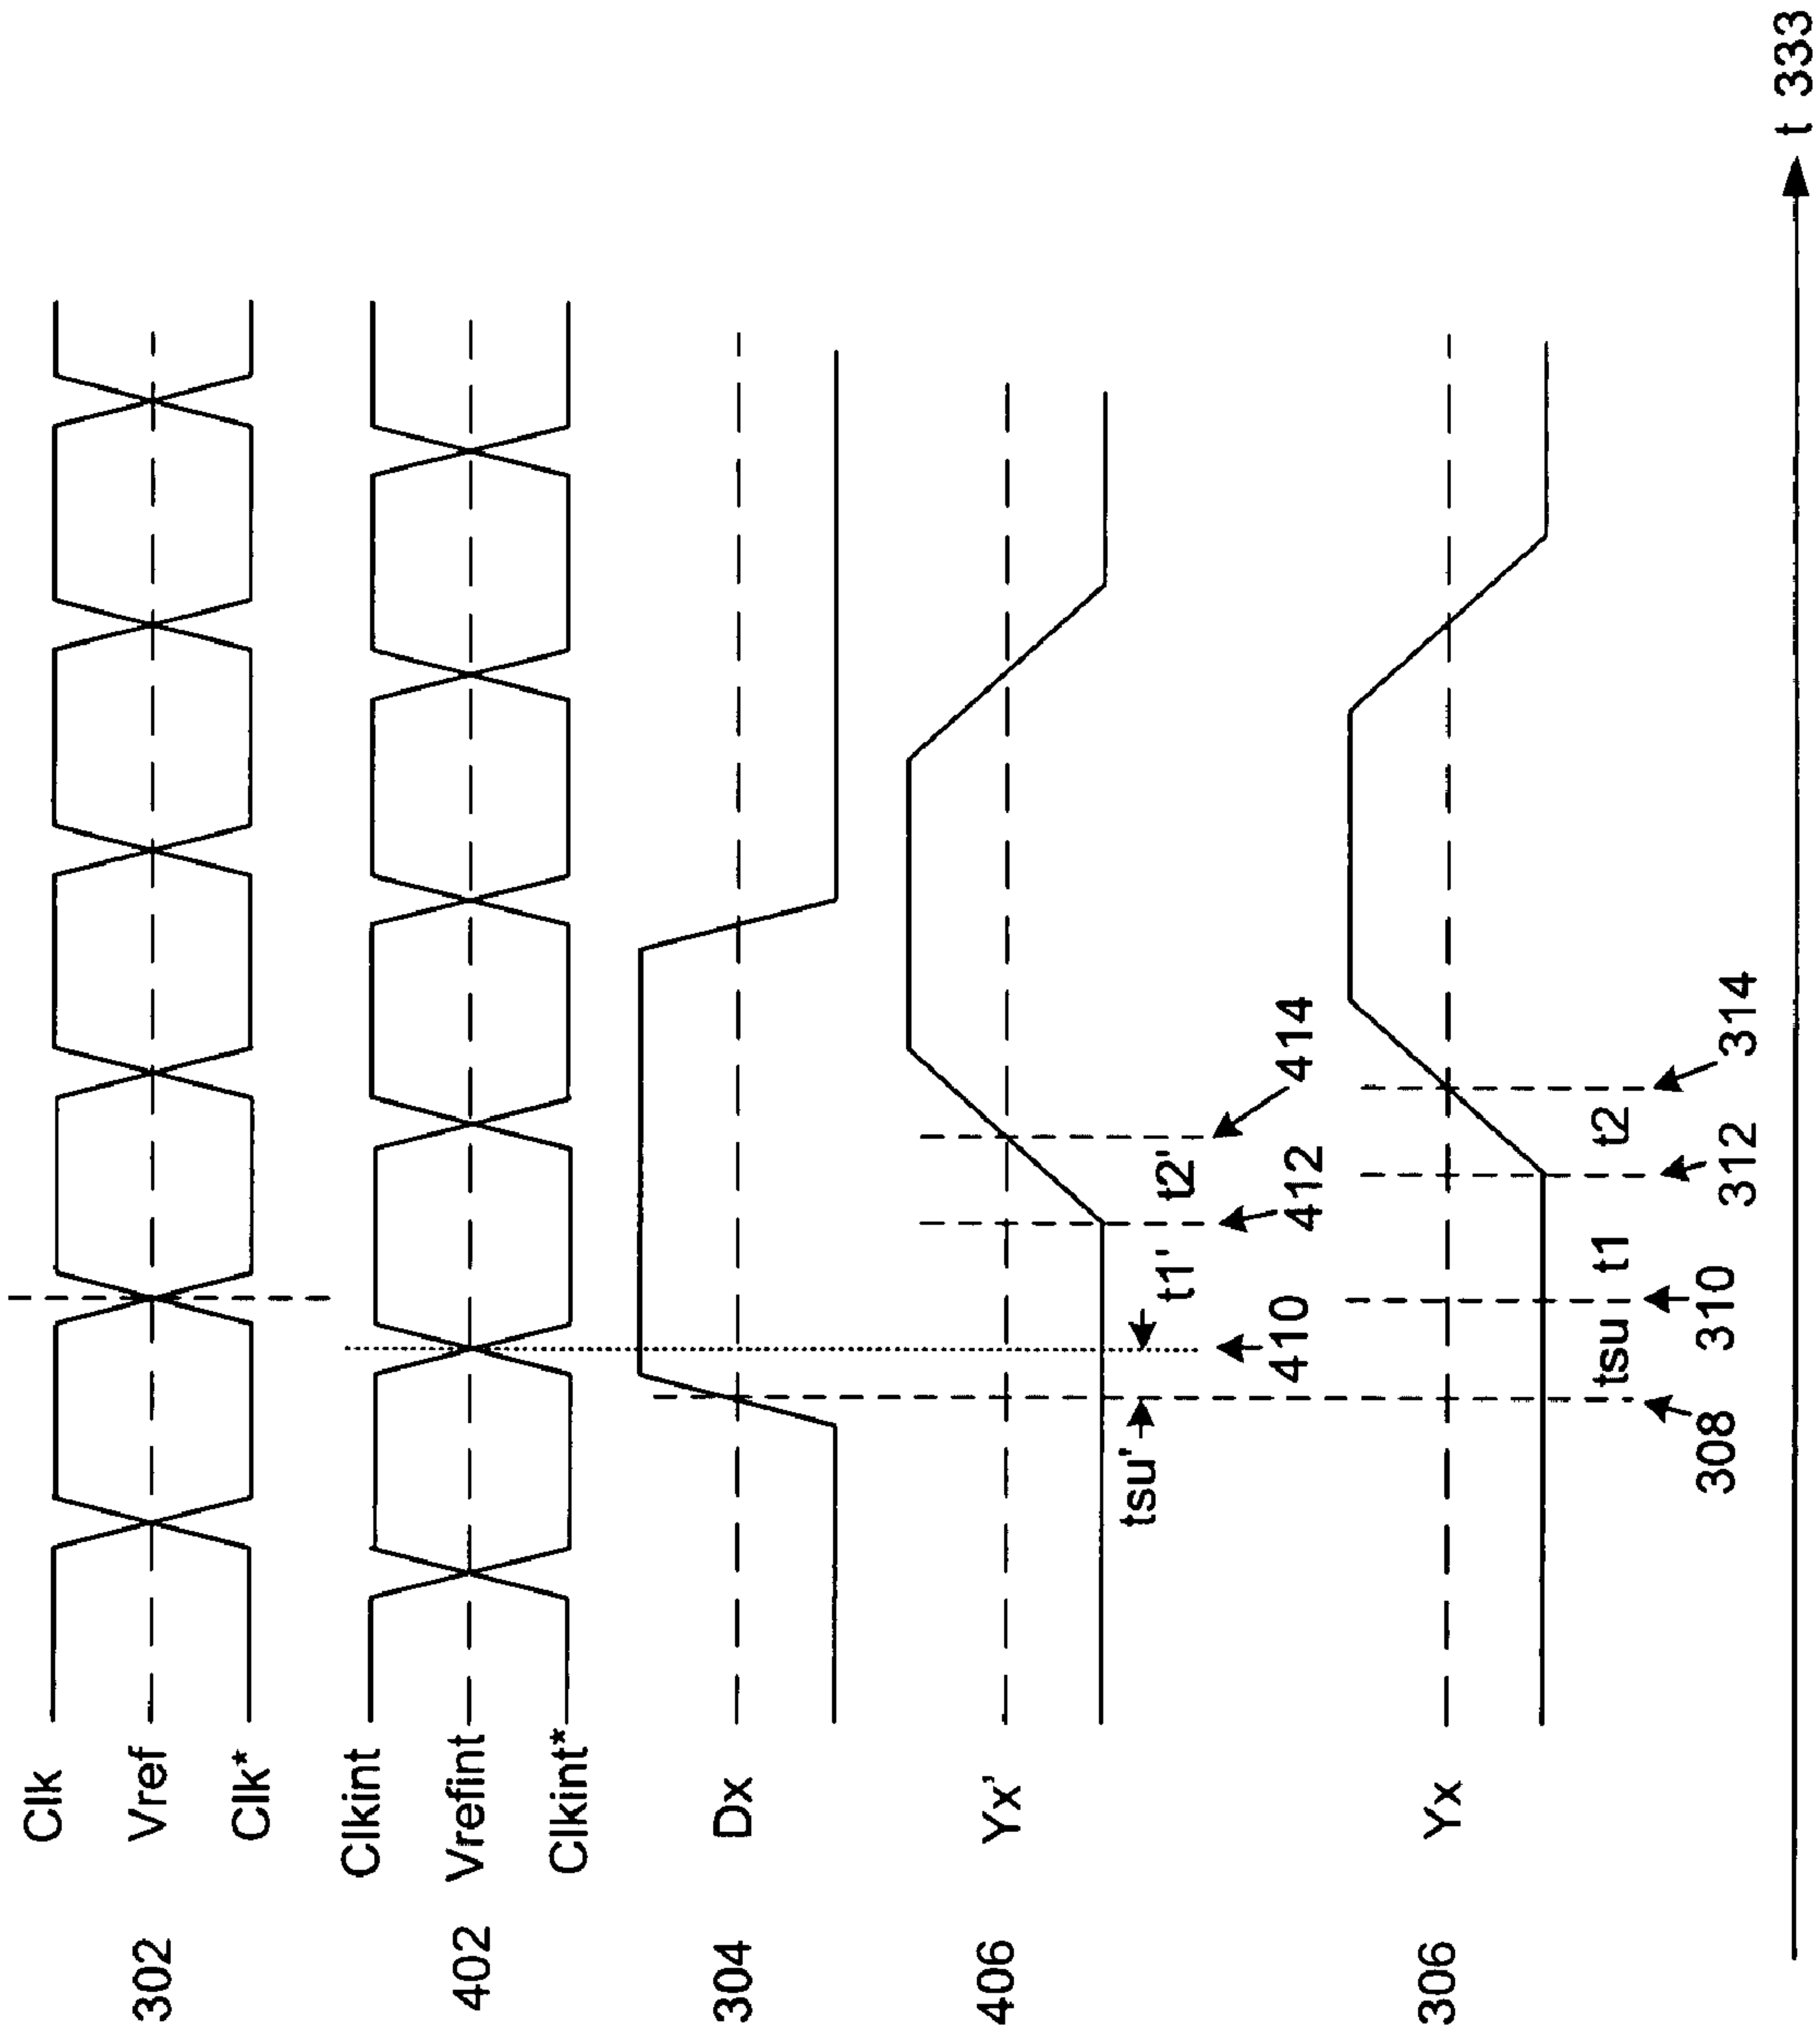 Clk
302 Vref
Clk*
Clkint
402 Vrefint
Clkint*
304 Dx
406 Yx'
tsu' t1' t2'
410 412 414
306 Yx
tsu t1 t2
308 310 312 314
t 333